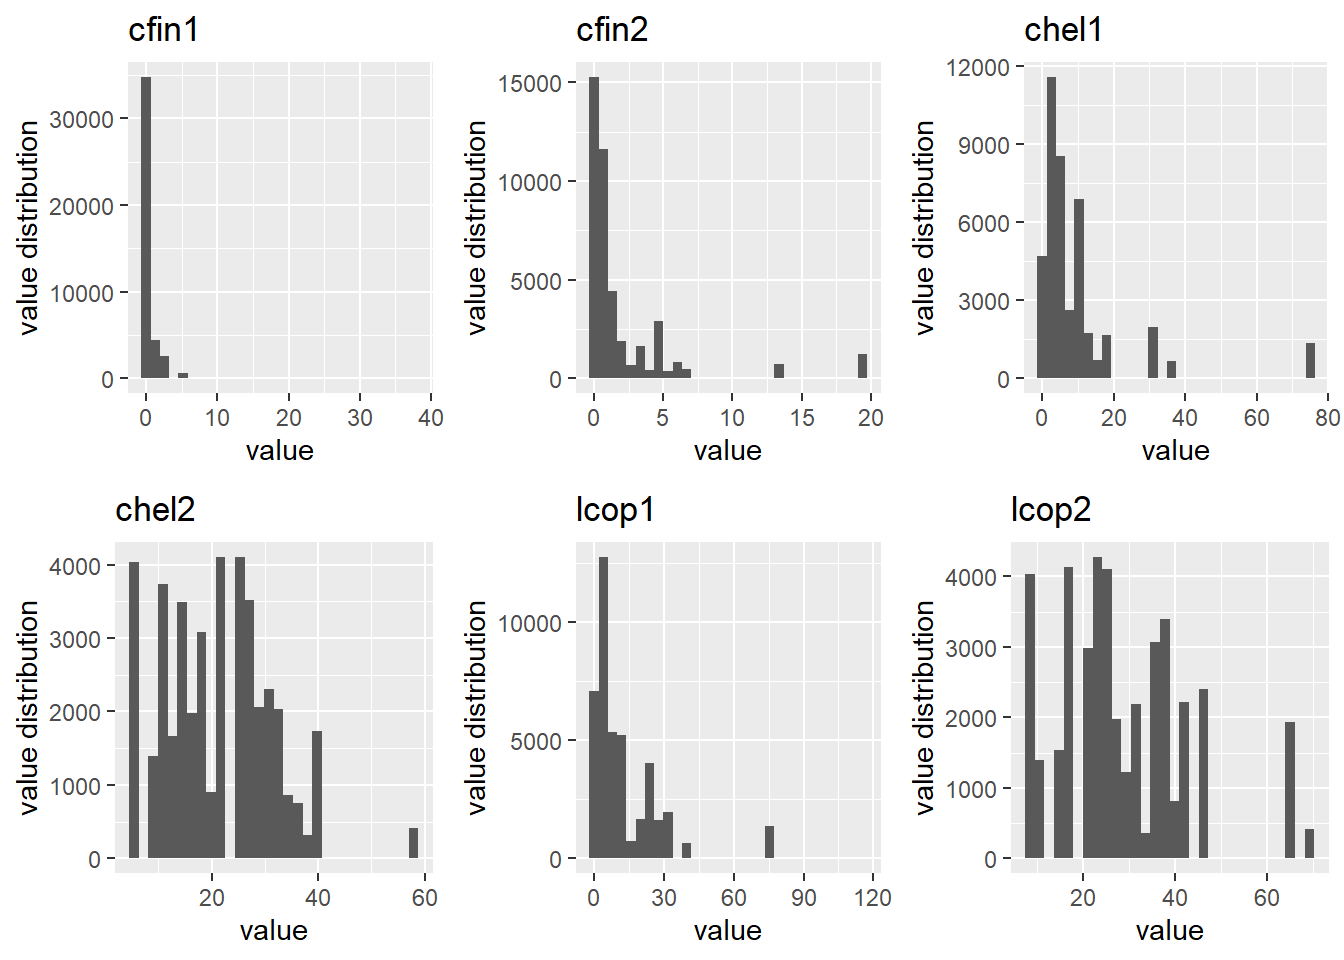 cfin1
30000
20000
10000
0
value distribution
0 10 20 30 40
value
cfin2
15000
10000
5000
0
value distribution
0 5 10 15 20
value
chel1
12000
9000
6000
3000
0
value distribution
0 20 40 60 80
value
chel2
4000
3000
2000
1000
0
value distribution
20 40 60
value
lcop1
10000
5000
0
value distribution
0 30 60 90 120
value
lcop2
4000
3000
2000
1000
0
value distribution
20 40 60
value